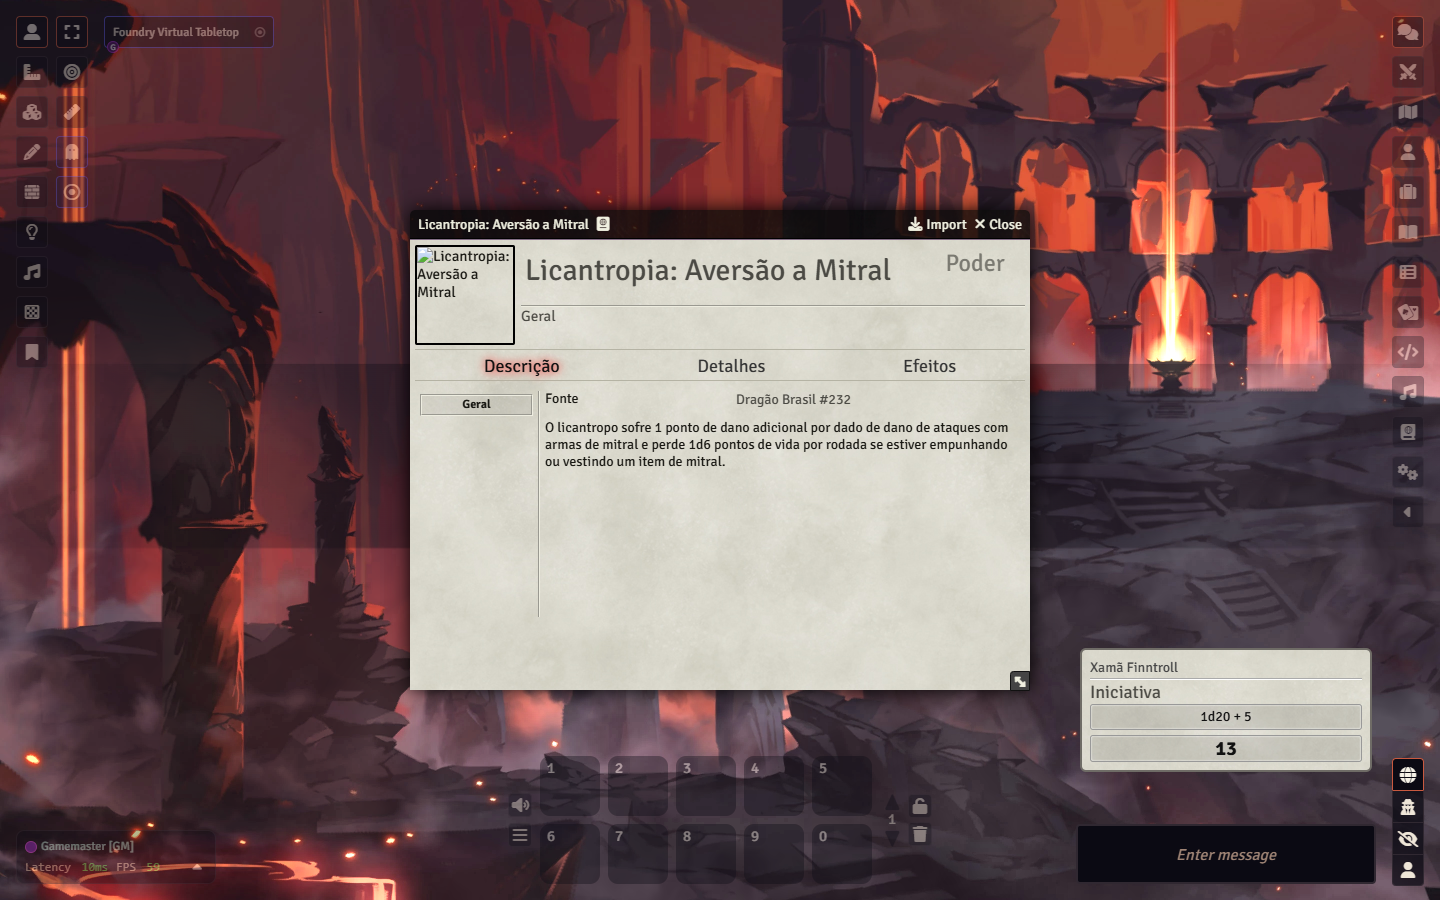 Foundry Virtual Tabletop
G
Licantropia: Aversão a Mitral
Import
Close
Licantropia:
Aversão a
Mitral
Licantropia: Aversão a Mitral
Poder
Geral
Descrição
Detalhes
Efeitos
Geral
Fonte
Dragão Brasil #232
O licantropo sofre 1 ponto de dano adicional por dado de dano de ataques com
armas de mitral e perde 1d6 pontos de vida por rodada se estiver empunhando
ou vestindo um item de mitral.
Xamã Finntroll
Iniciativa
1d20 + 5
13
1
2
3
4
5
1
6
7
8
9
0
Gamemaster [GM]
Latency 10ms FPS 59
Enter message